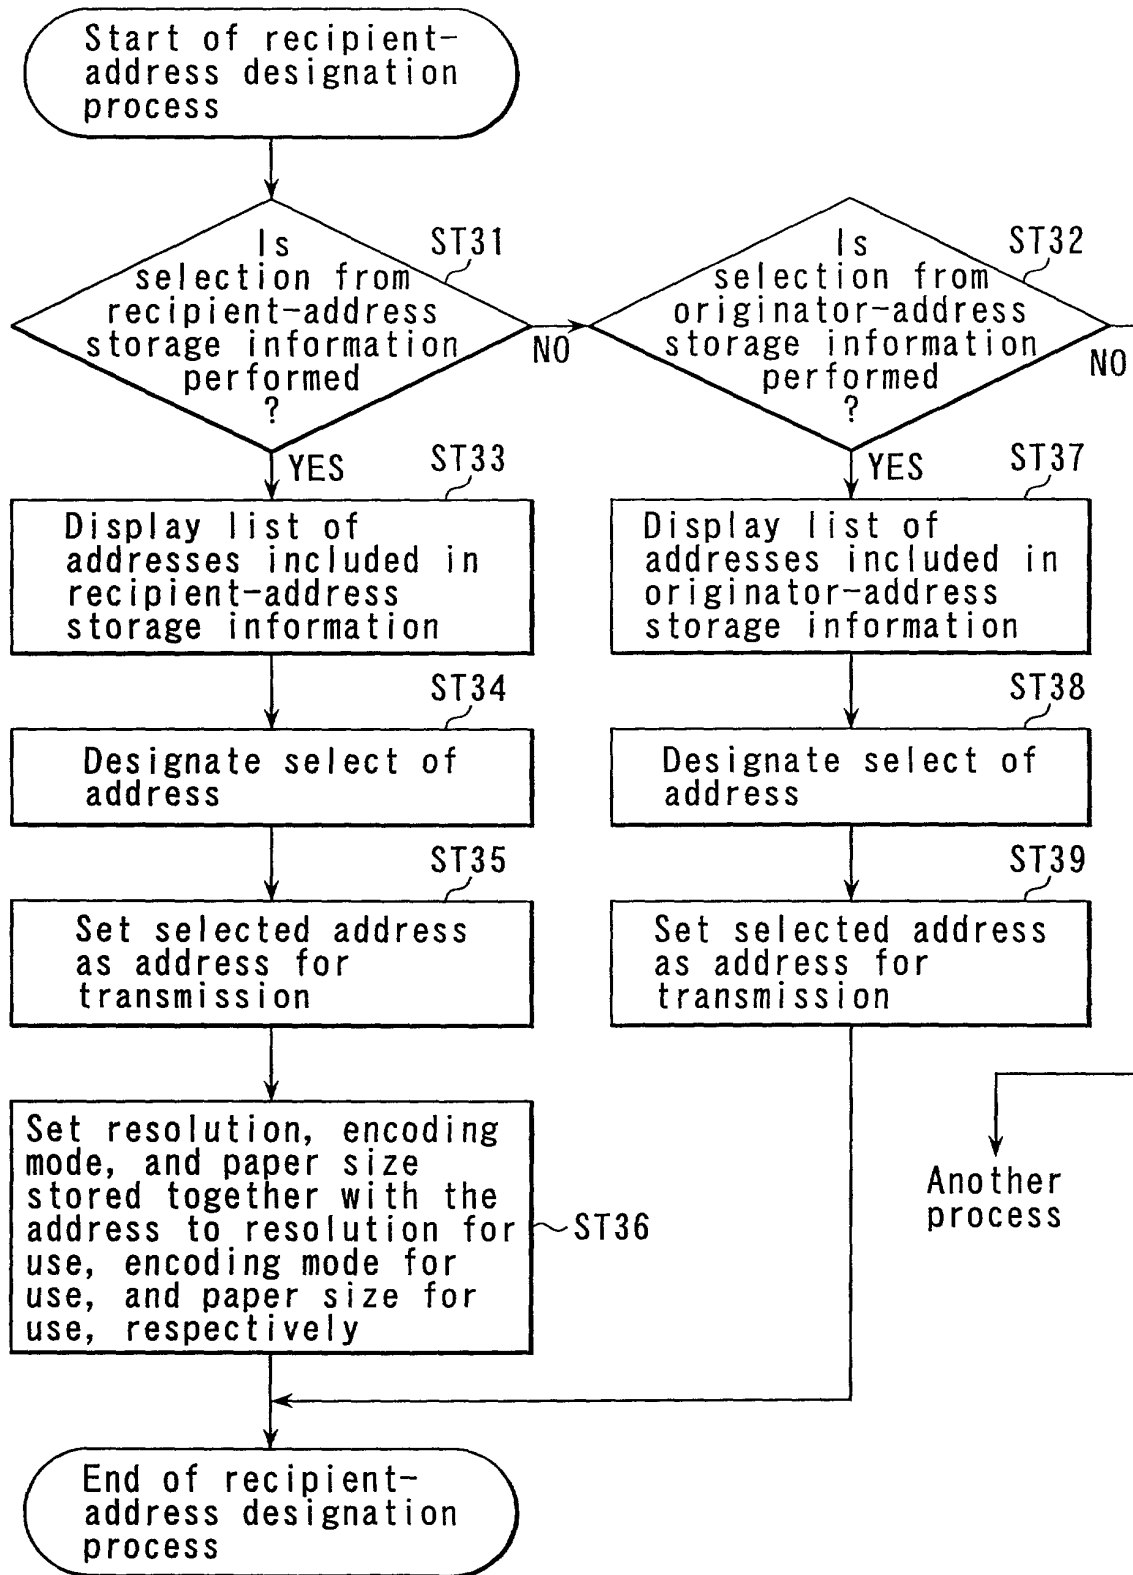 Start of recipient-
address designation
process
ST31
Is
selection from
recipient-address
storage information
performed
?
NO
YES
ST32
Is
selection from
originator-address
storage information
performed
?
NO
YES
ST33
Display list of
addresses included in
recipient-address
storage information
ST34
Designate select of
address
ST35
Set selected address
as address for
transmission
Set resolution, encoding
mode, and paper size
stored together with the
address to resolution for
use, encoding mode for
use, and paper size for
use, respectively
ST36
ST37
Display list of
addresses included in
originator-address
storage information
ST38
Designate select of
address
ST39
Set selected address
as address for
transmission
Another
process
End of recipient-
address designation
process